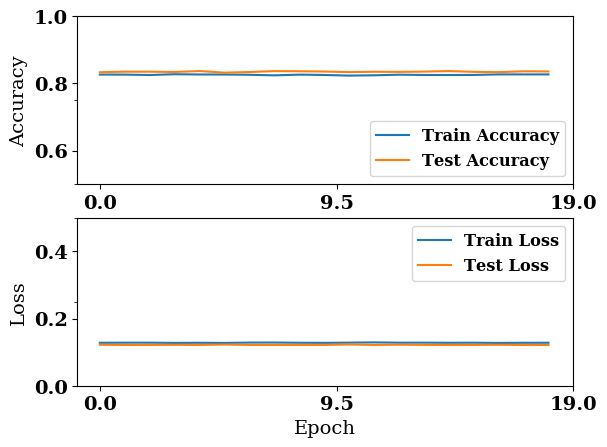 1.0
0.8
0.6
Accuracy
Train Accuracy
Test Accuracy
0.0 9.5 19.0
0.4
0.2
0.0
Loss
Train Loss
Test Loss
0.0 9.5 19.0
Epoch